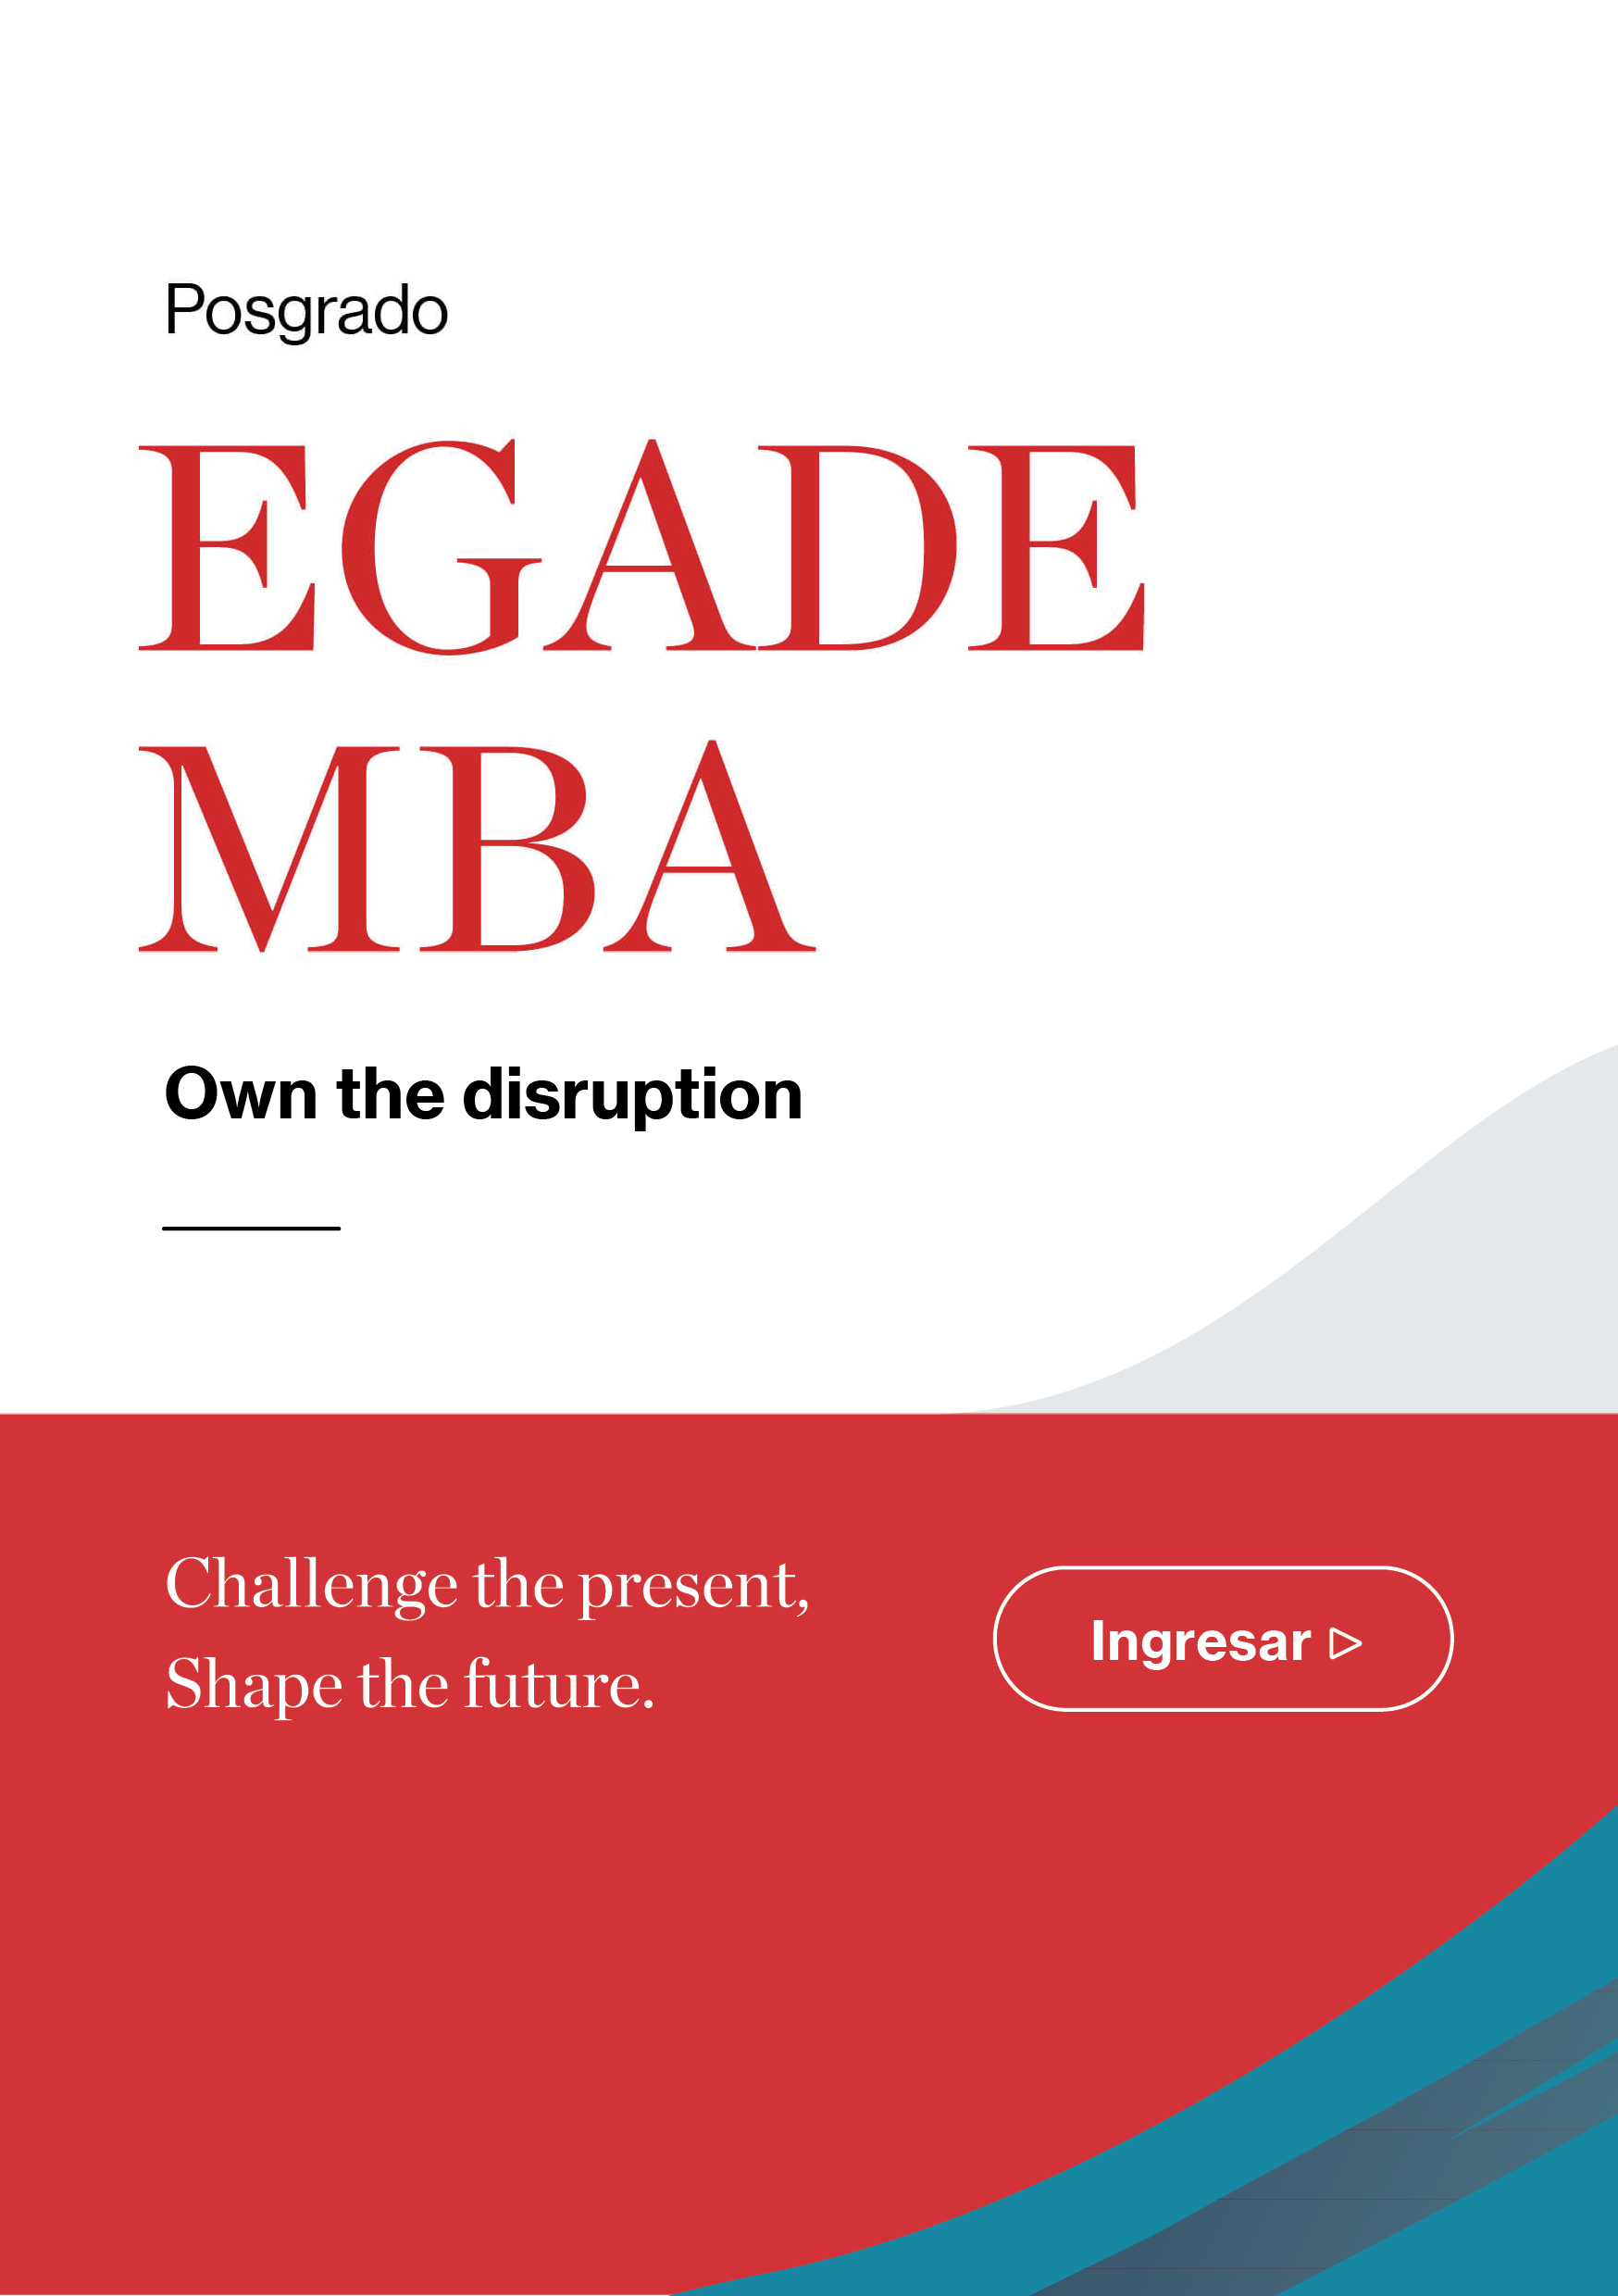 Posgrado
EGADE
MBA
Own the disruption
Challenge the present,
Shape the future.
Ingresar